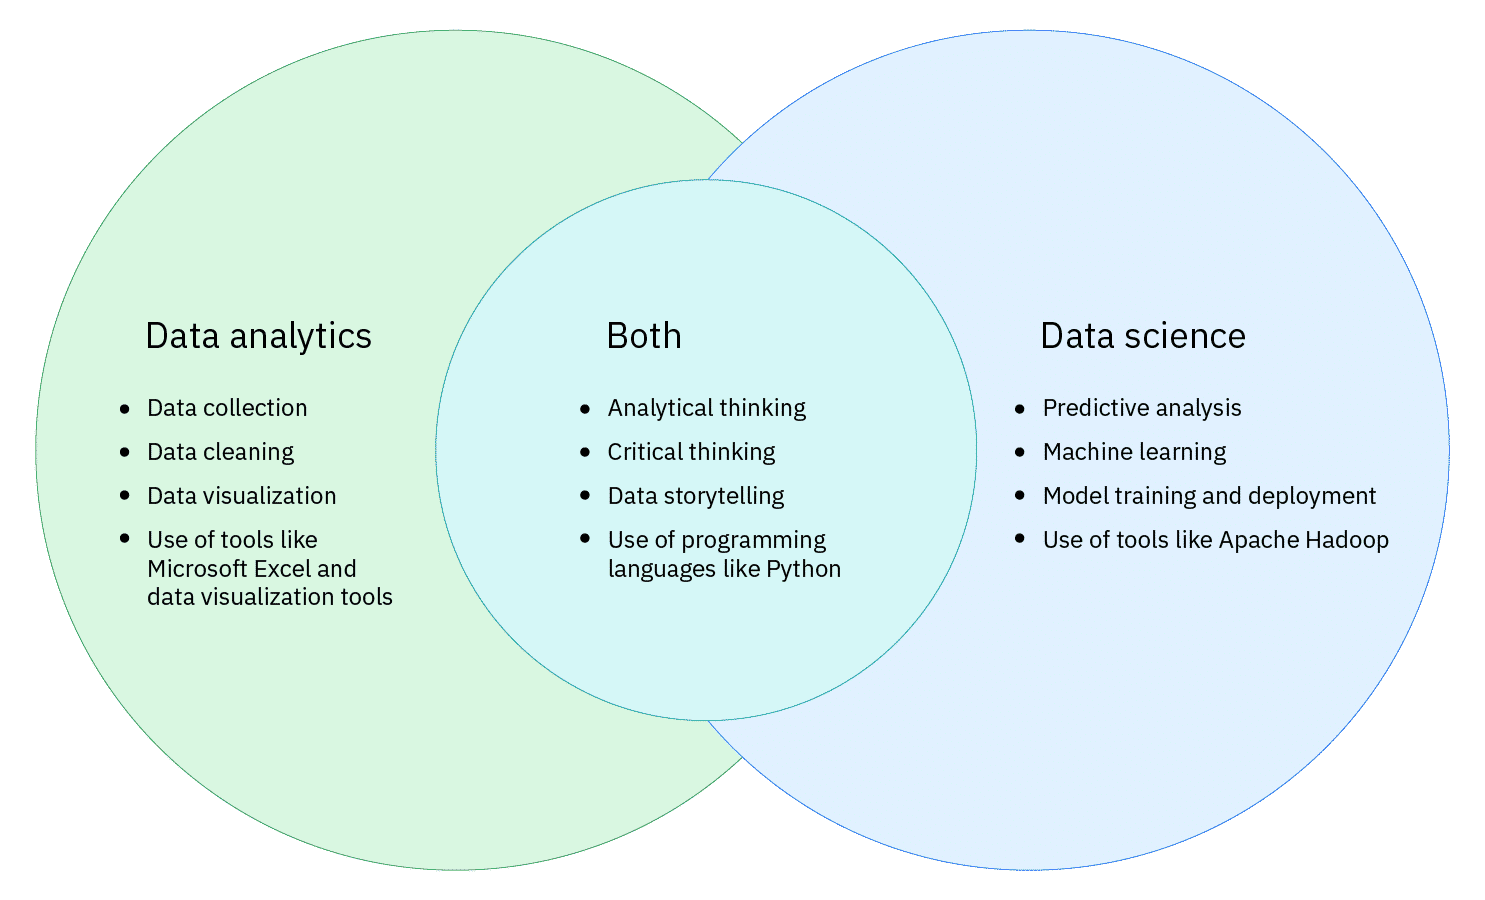 Data analytics
Data collection
Data cleaning
Data visualization
Use of tools like
Microsoft Excel and
data visualization tools
Both
Analytical thinking
Critical thinking
Data storytelling
Use of programming
languages like Python
Data science
Predictive analysis
Machine learning
Model training and deployment
Use of tools like Apache Hadoop